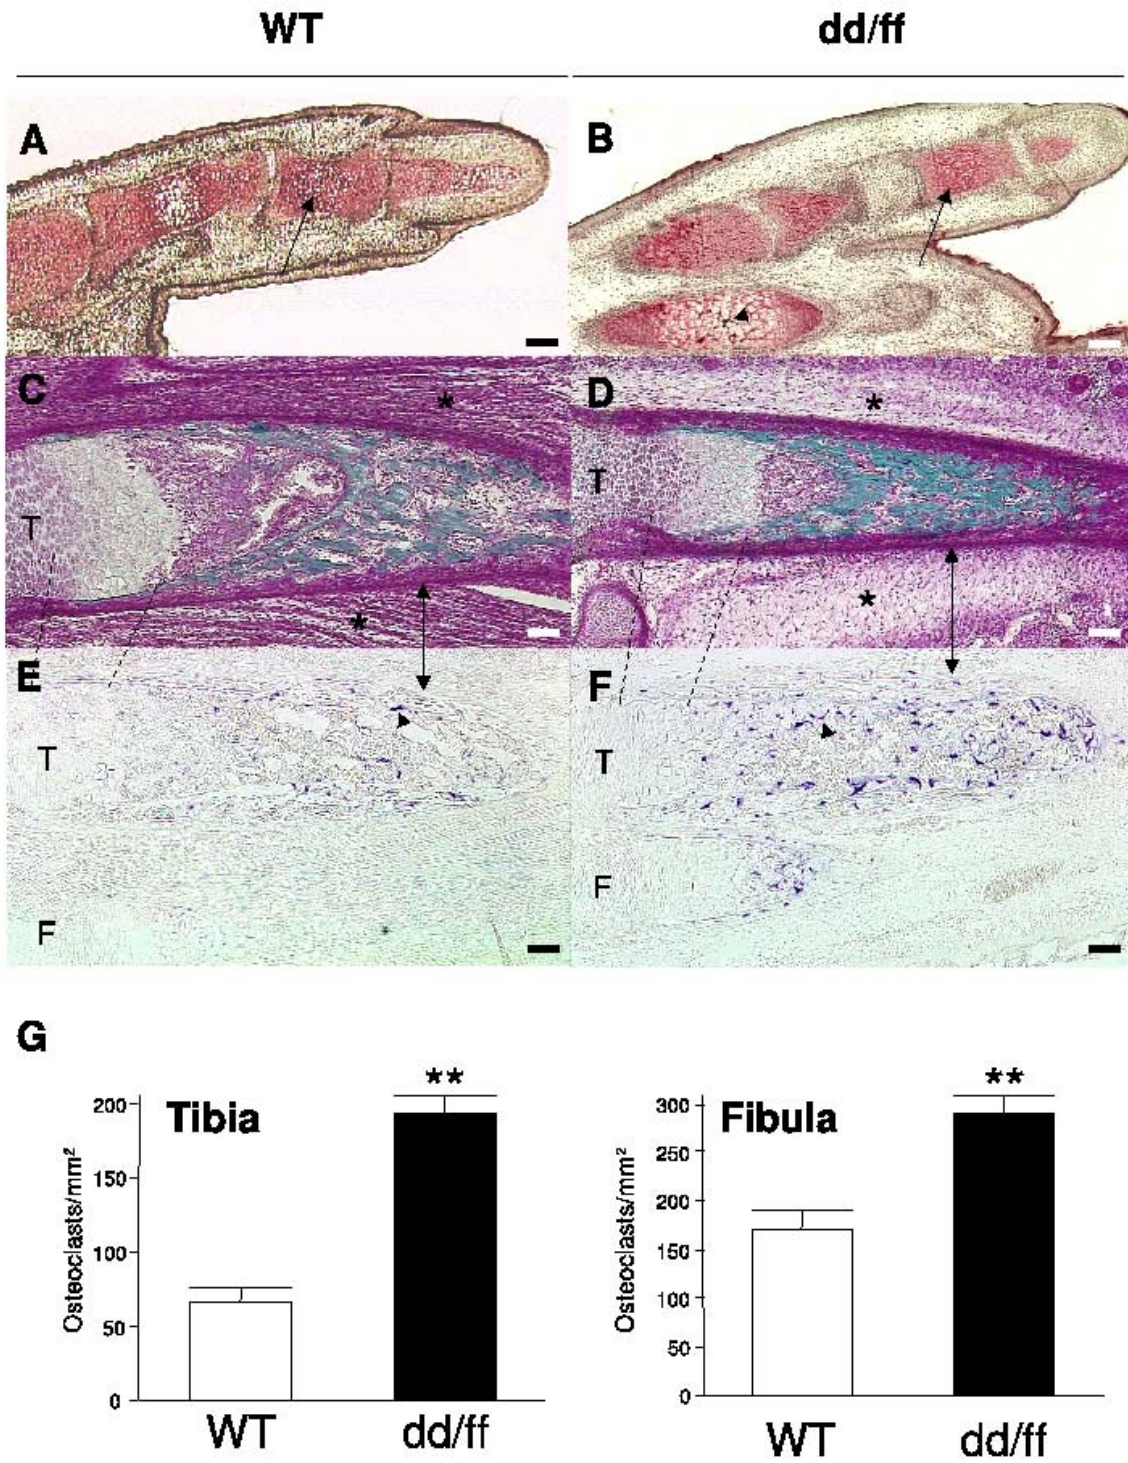 WT dd/ff
A B
C D
* *
T T
* *
E F
T T
F F
G
** **
Tibia Fibula
Osteoclasts/mm² Osteoclasts/mm²
200 300
150 250
100 200
50 150
0 100
50
0
WT dd/ff WT dd/ff